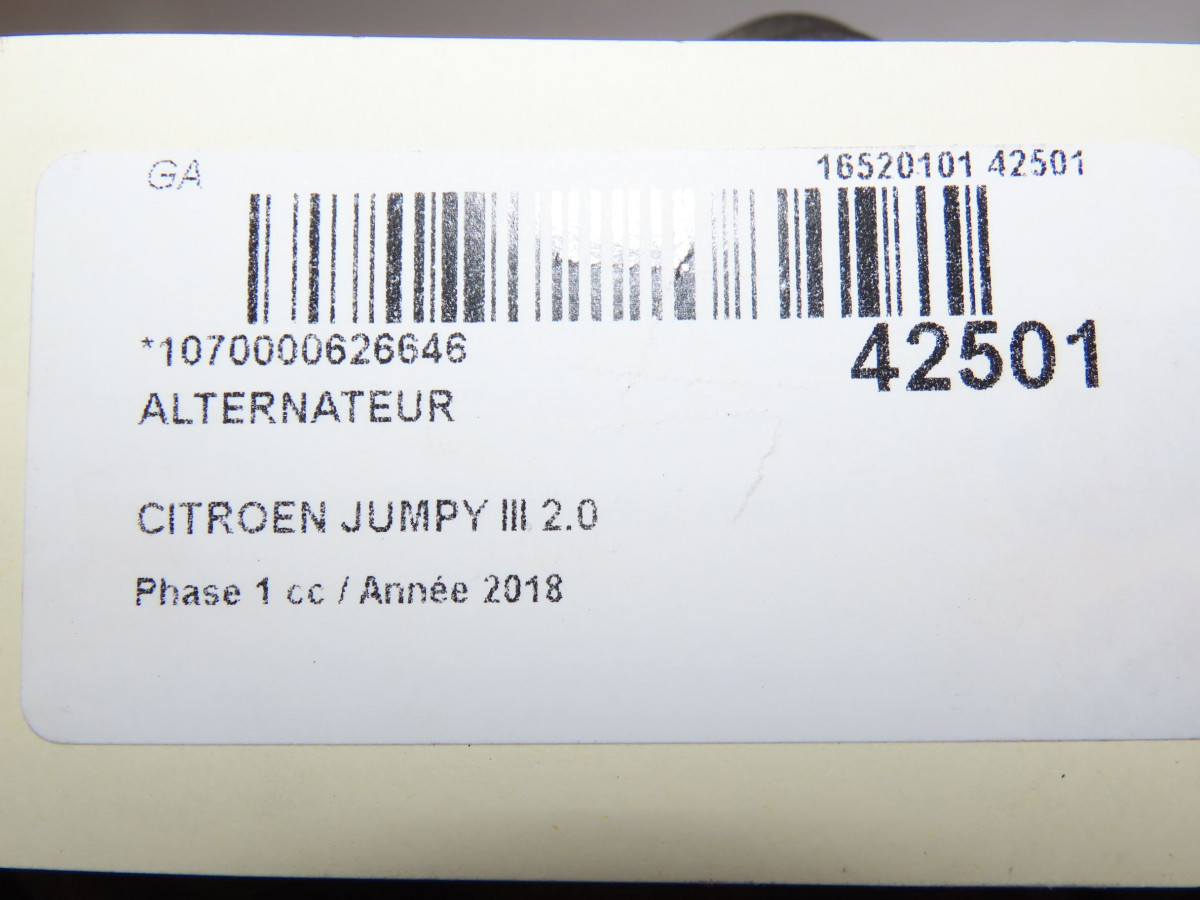 GA
16520101 42501
*1070000626646
42501
ALTERNATEUR
CITROEN JUMPY III 2.0
Phase 1 cc / Année 2018